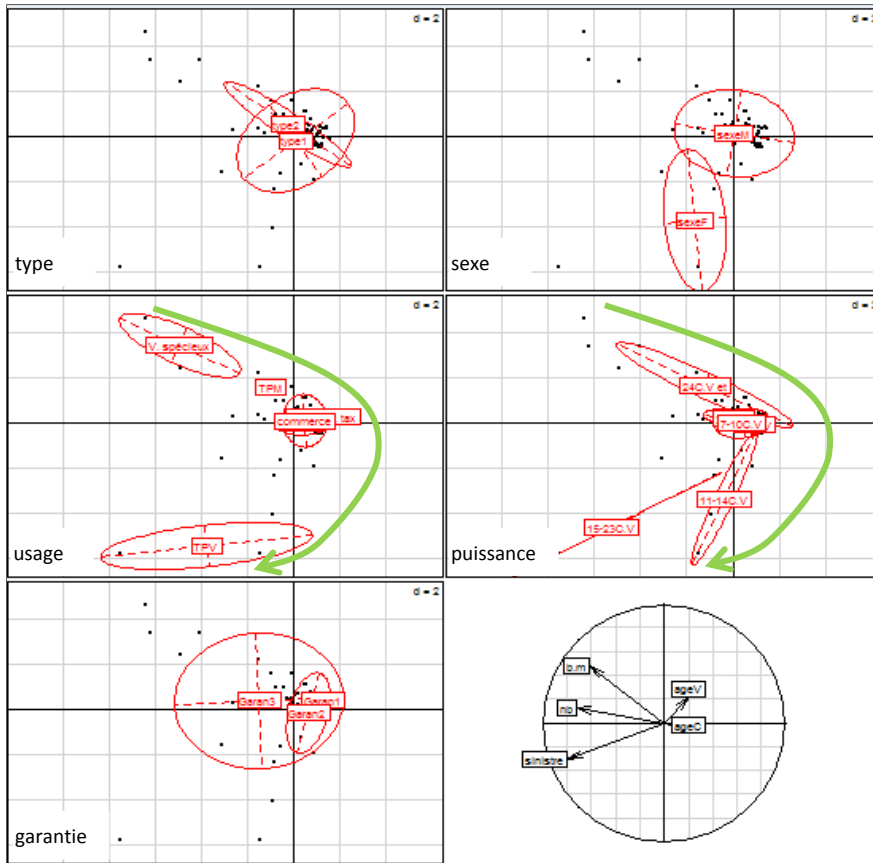 d = 2
type2
type1
type
d = 2
sexeM
sexeF
sexe
d = 2
V. spécieux
TPM
commerce
tax
TPV
usage
d = 2
24C.V et
7-10C.V
11-14C.V
15-23C.V
puissance
d = 2
Garan3
Garan1
Garan2
garantie
b.m
ageV
nb
ageC
sinistre